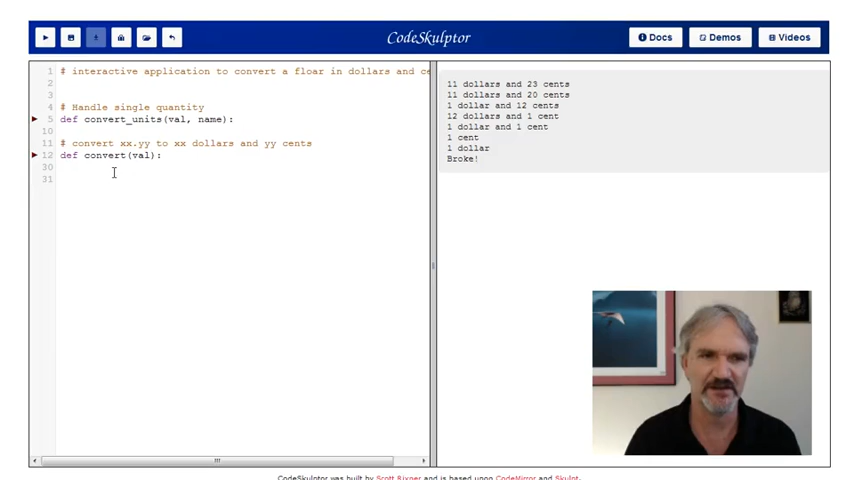 CodeSkulptor
Docs
Demos
Videos
1 # interactive application to convert a floar in dollars and ce
2
3
4 # Handle single quantity
5 def convert_units(val, name):
10
11 # convert xx.yy to xx dollars and yy cents
12 def convert(val):
30
31
11 dollars and 23 cents
11 dollars and 20 cents
1 dollar and 12 cents
12 dollars and 1 cent
1 dollar and 1 cent
1 cent
1 dollar
Broke!
CodeSkulptor was built by Scott Rixner and is based upon CodeMirror and Skulpt.